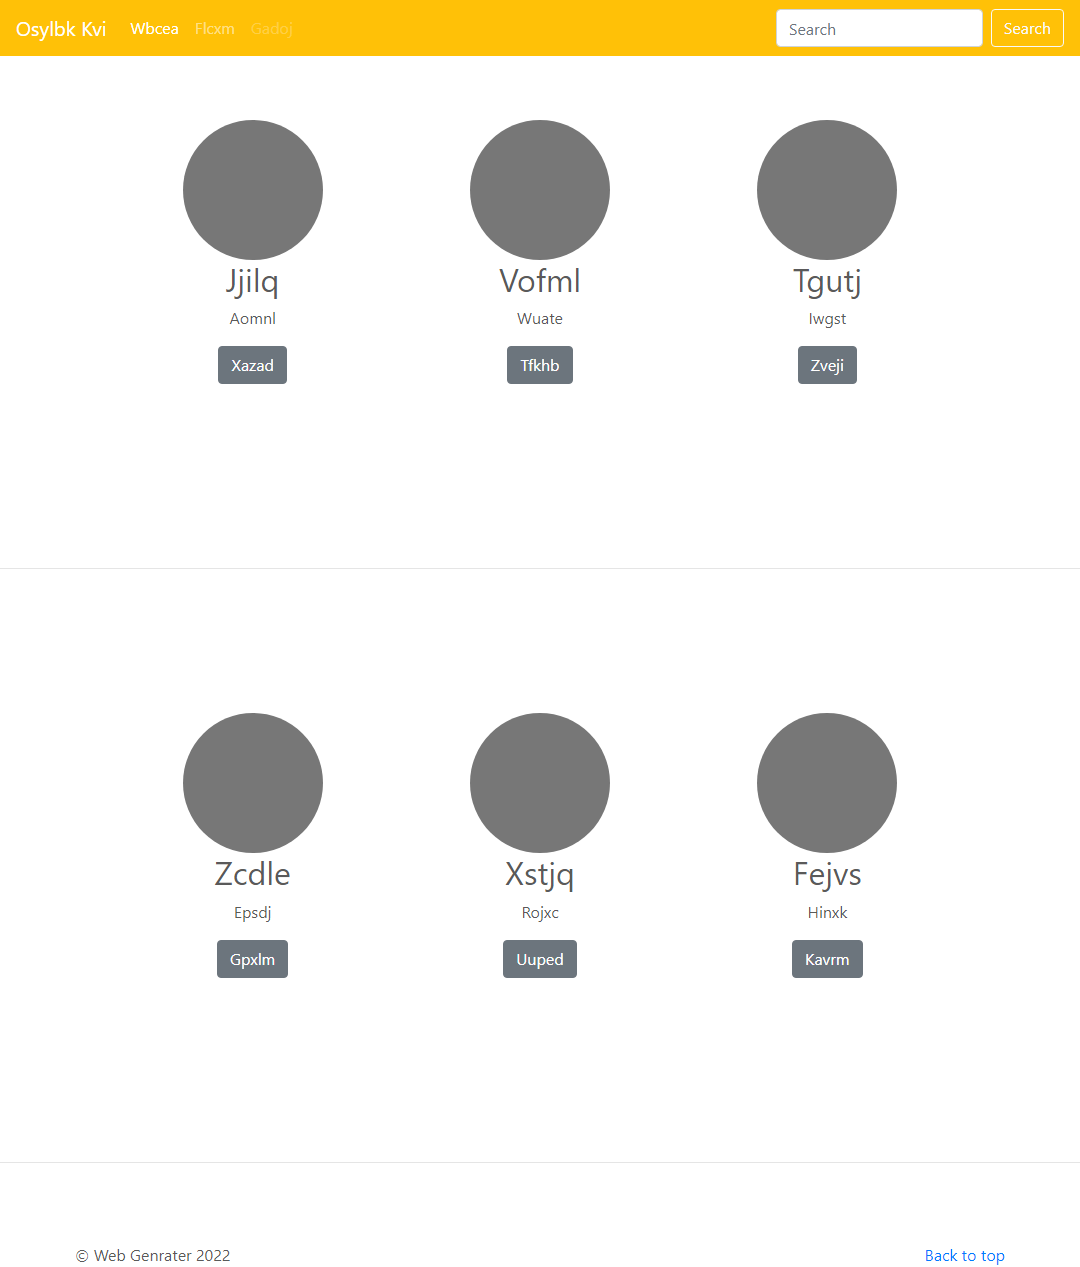 Osylbk Kvi Wbcea Flcxm Gadoj Search Search
Jjilq Vofml Tgutj
Aomnl Wuate Iwgst
Xazad Tfkhb Zveji
Zcdle Xstjq Fejvs
Epsdj Rojxc Hinxk
Gpxlm Uuped Kavrm
© Web Genrater 2022 Back to top